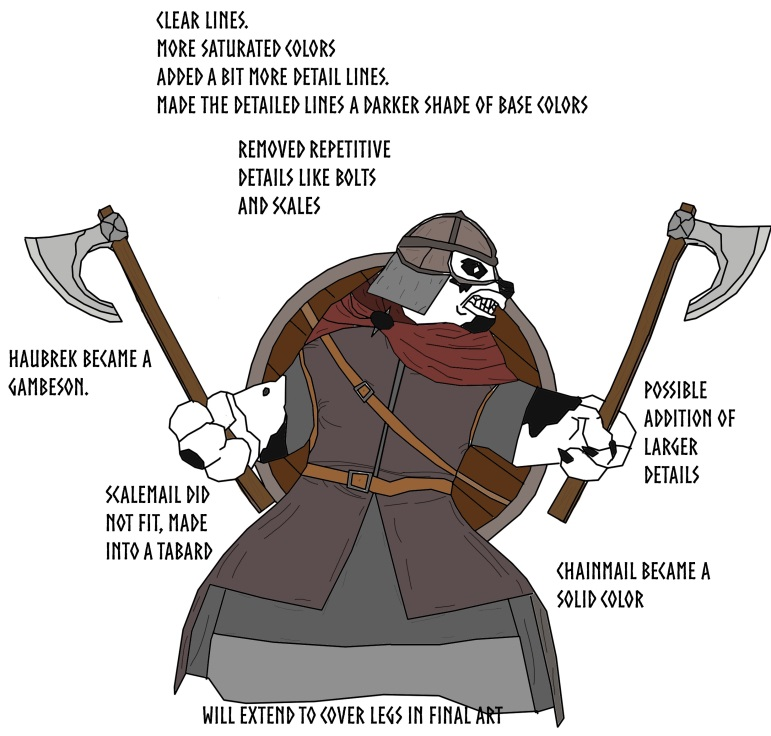 CLEAR LINES.
MORE SATURATED COLORS
ADDED A BIT MORE DETAIL LINES.
MADE THE DETAILED LINES A DARKER SHADE OF BASE COLORS
REMOVED REPETITIVE
DETAILS LIKE BOLTS
AND SCALES
HAUBREK BECAME A
GAMBESON.
POSSIBLE
ADDITION OF
LARGER
DETAILS
SCALEMAIL DID
NOT FIT, MADE
INTO A TABARD
CHAINMAIL BECAME A
SOLID COLOR
WILL EXTEND TO COVER LEGS IN FINAL ART